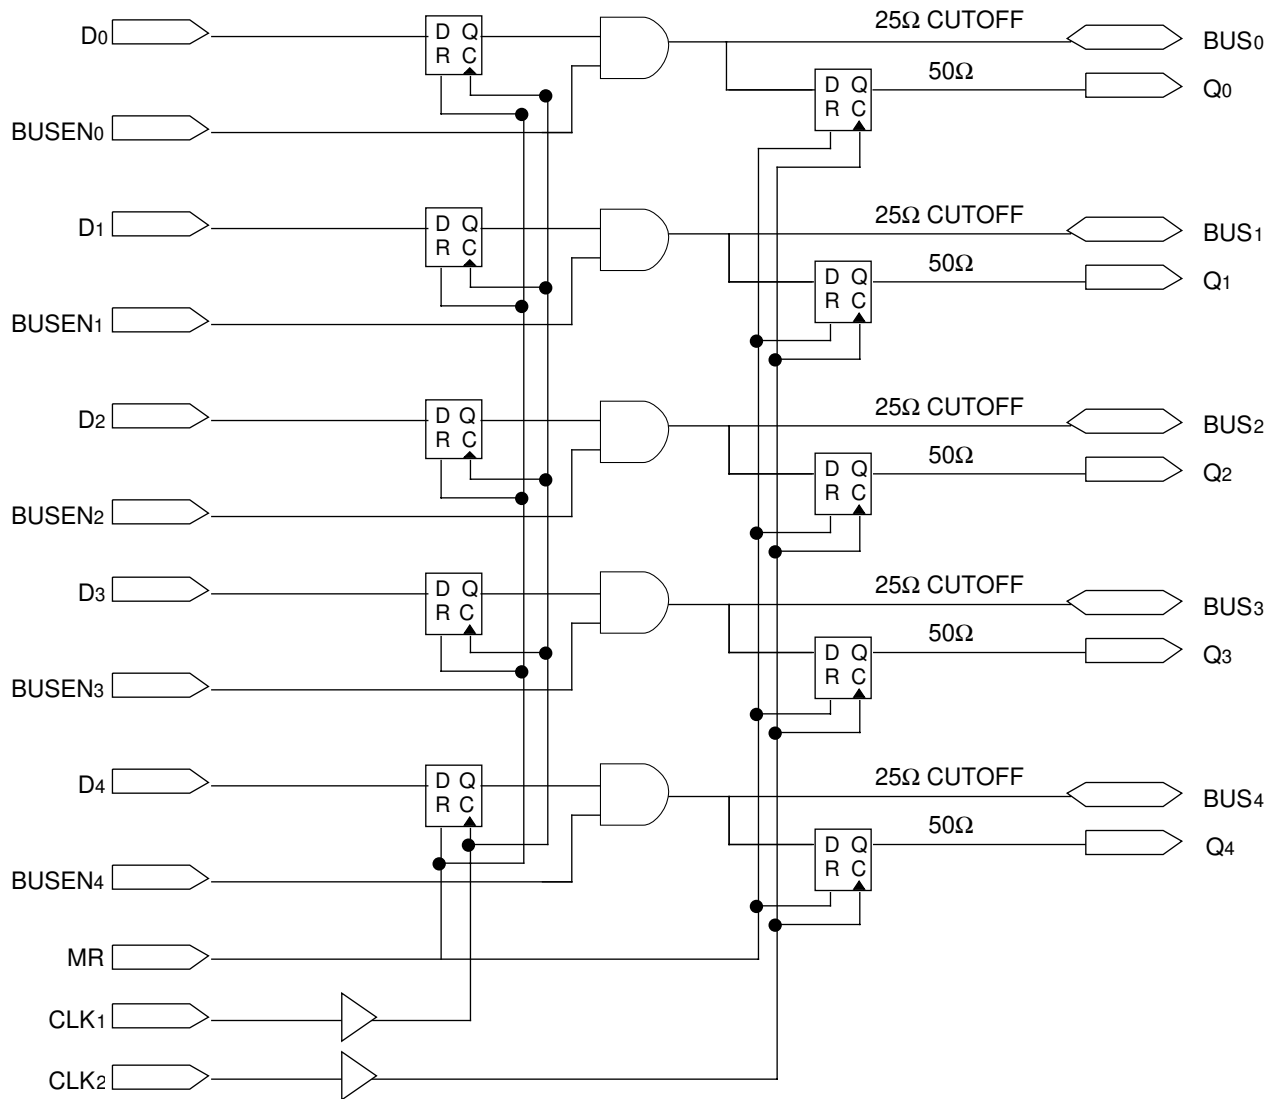 D0
D Q
R C
25Ω CUTOFF
BUS0
50Ω
Q0
D Q
R C
BUSEN0
D1
D Q
R C
25Ω CUTOFF
BUS1
50Ω
Q1
D Q
R C
BUSEN1
D2
D Q
R C
25Ω CUTOFF
BUS2
50Ω
Q2
D Q
R C
BUSEN2
D3
D Q
R C
25Ω CUTOFF
BUS3
50Ω
Q3
D Q
R C
BUSEN3
D4
D Q
R C
25Ω CUTOFF
BUS4
50Ω
Q4
D Q
R C
BUSEN4
MR
CLK1
CLK2